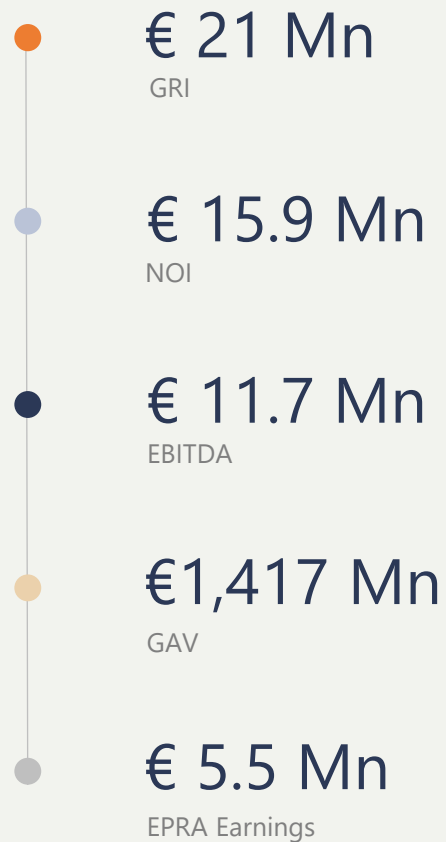 € 21 Mn
GRI
€ 15.9 Mn
NOI
€ 11.7 Mn
EBITDA
€1,417 Mn
GAV
€ 5.5 Mn
EPRA Earnings